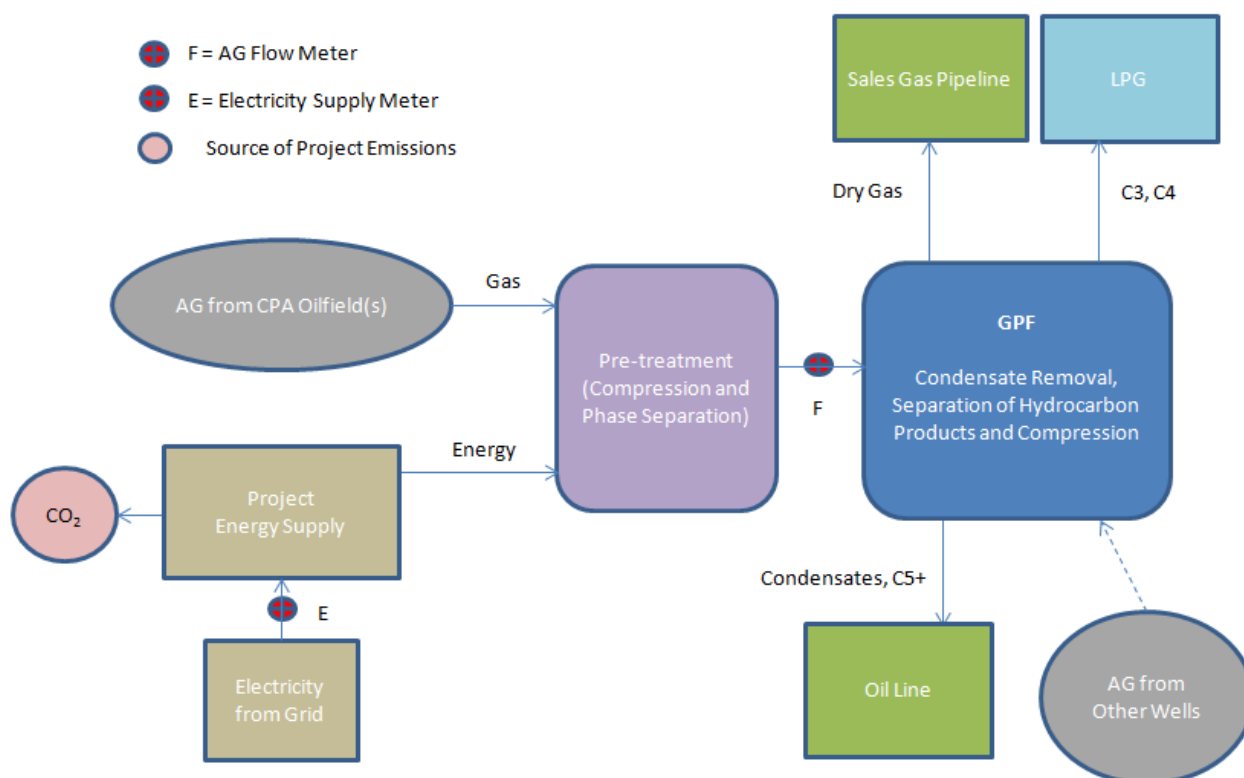 F = AG Flow Meter
E = Electricity Supply Meter
Source of Project Emissions
Sales Gas Pipeline
LPG
Dry Gas
C3, C4
AG from CPA Oilfield(s)
Gas
Pre-treatment
(Compression and
Phase Separation)
F
GPF
Condensate Removal,
Separation of Hydrocarbon
Products and Compression
Energy
Project
Energy Supply
CO₂
E
Electricity
from Grid
Condensates, C5+
Oil Line
AG from
Other Wells